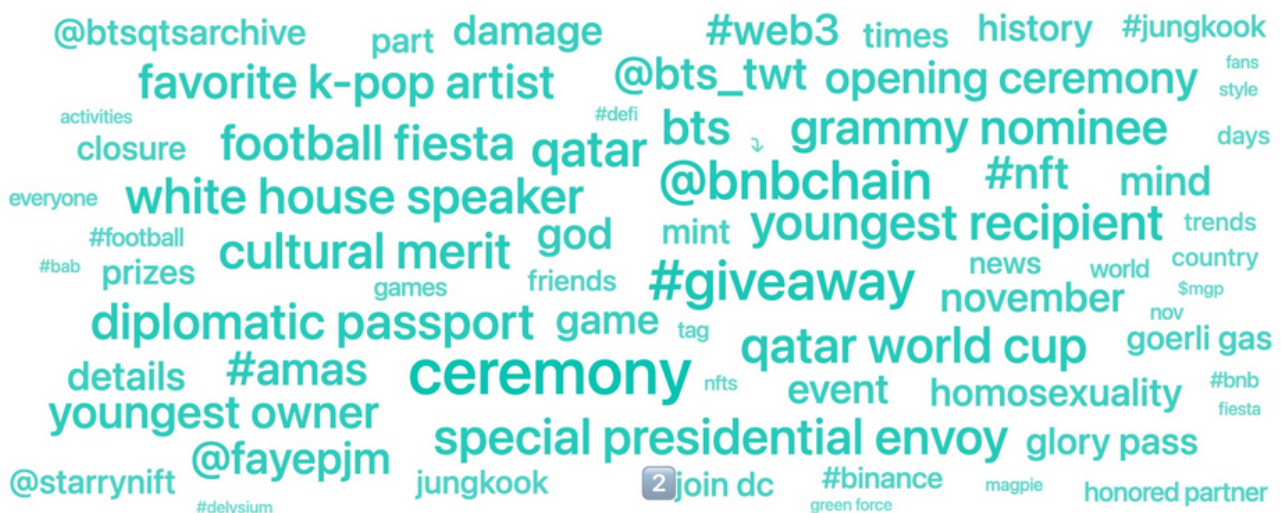 @btsqtsarchive part damage #web3 times history #jungkook
favorite k-pop artist @bts_twt opening ceremony fans
style
activities #defi bts grammy nominee days
closure football fiesta qatar @bnbchain #nft mind
everyone white house speaker youngest recipient trends
#football cultural merit god mint news world country
#bab prizes games friends #giveaway november $mgp
diplomatic passport game tag qatar world cup nov goerli gas
details #amas ceremony nfts event homosexuality #bnb
youngest owner special presidential envoy glory pass fiesta
@fayepjm
@starrynift jungkook 2 join dc #binance magpie honored partner
#delysium green force